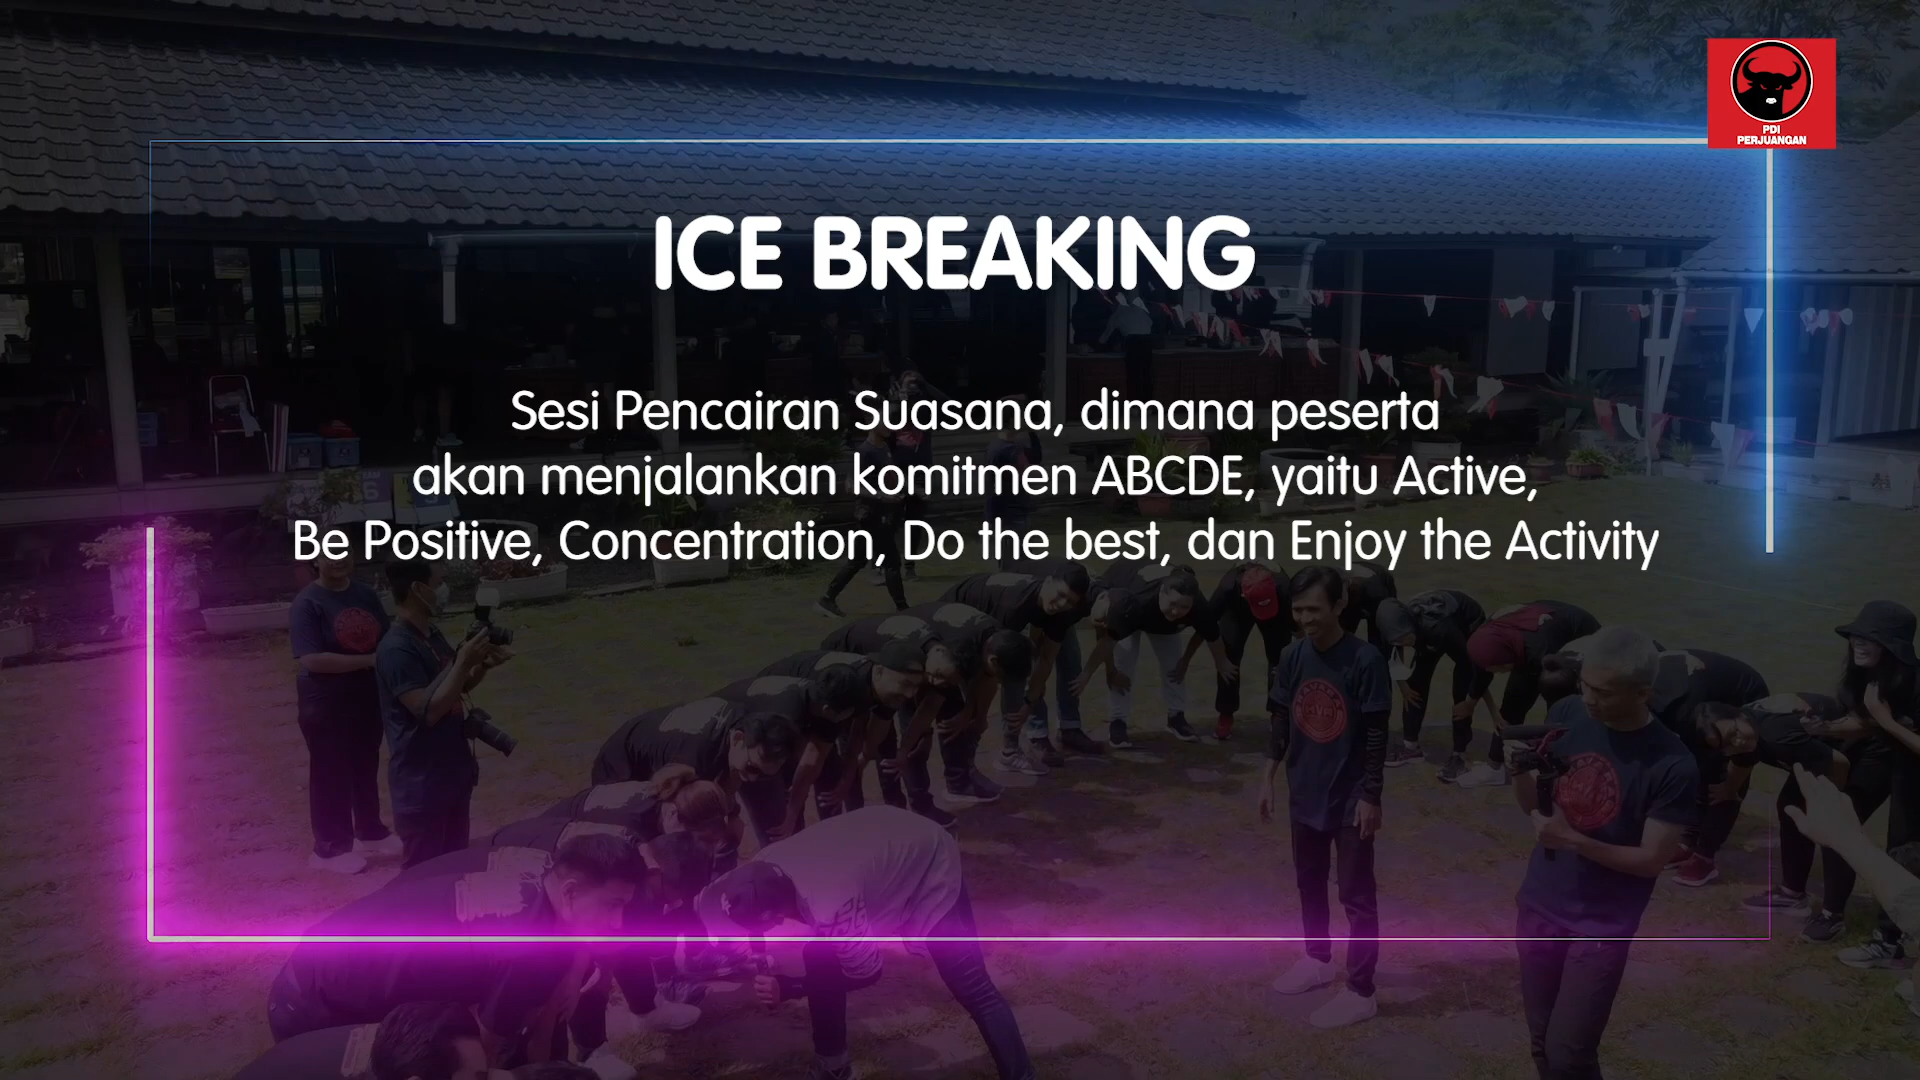 PDI
PERJUANGAN
ICE BREAKING
Sesi Pencairan Suasana, dimana peserta
akan menjalankan komitmen ABCDE, yaitu Active,
Be Positive, Concentration, Do the best, dan Enjoy the Activity